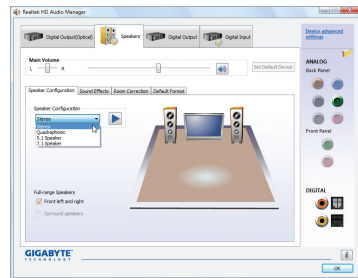 Realtek HD Audio Manager
Digital Output(Optical)
Speakers
Digital Output
Digital Input
Device advanced
settings
Main Volume
L
R
Set Default Device
ANALOG
Back Panel
Speaker Configuration
Sound Effects
Room Correction
Default Format
Speaker Configuration
Stereo
Stereo
Quadraphonic
5.1 Speaker
7.1 Speaker
Front Panel
Full-range Speakers
Front left and right
Surround speakers
DIGITAL
GIGABYTE
TECHNOLOGY
OK